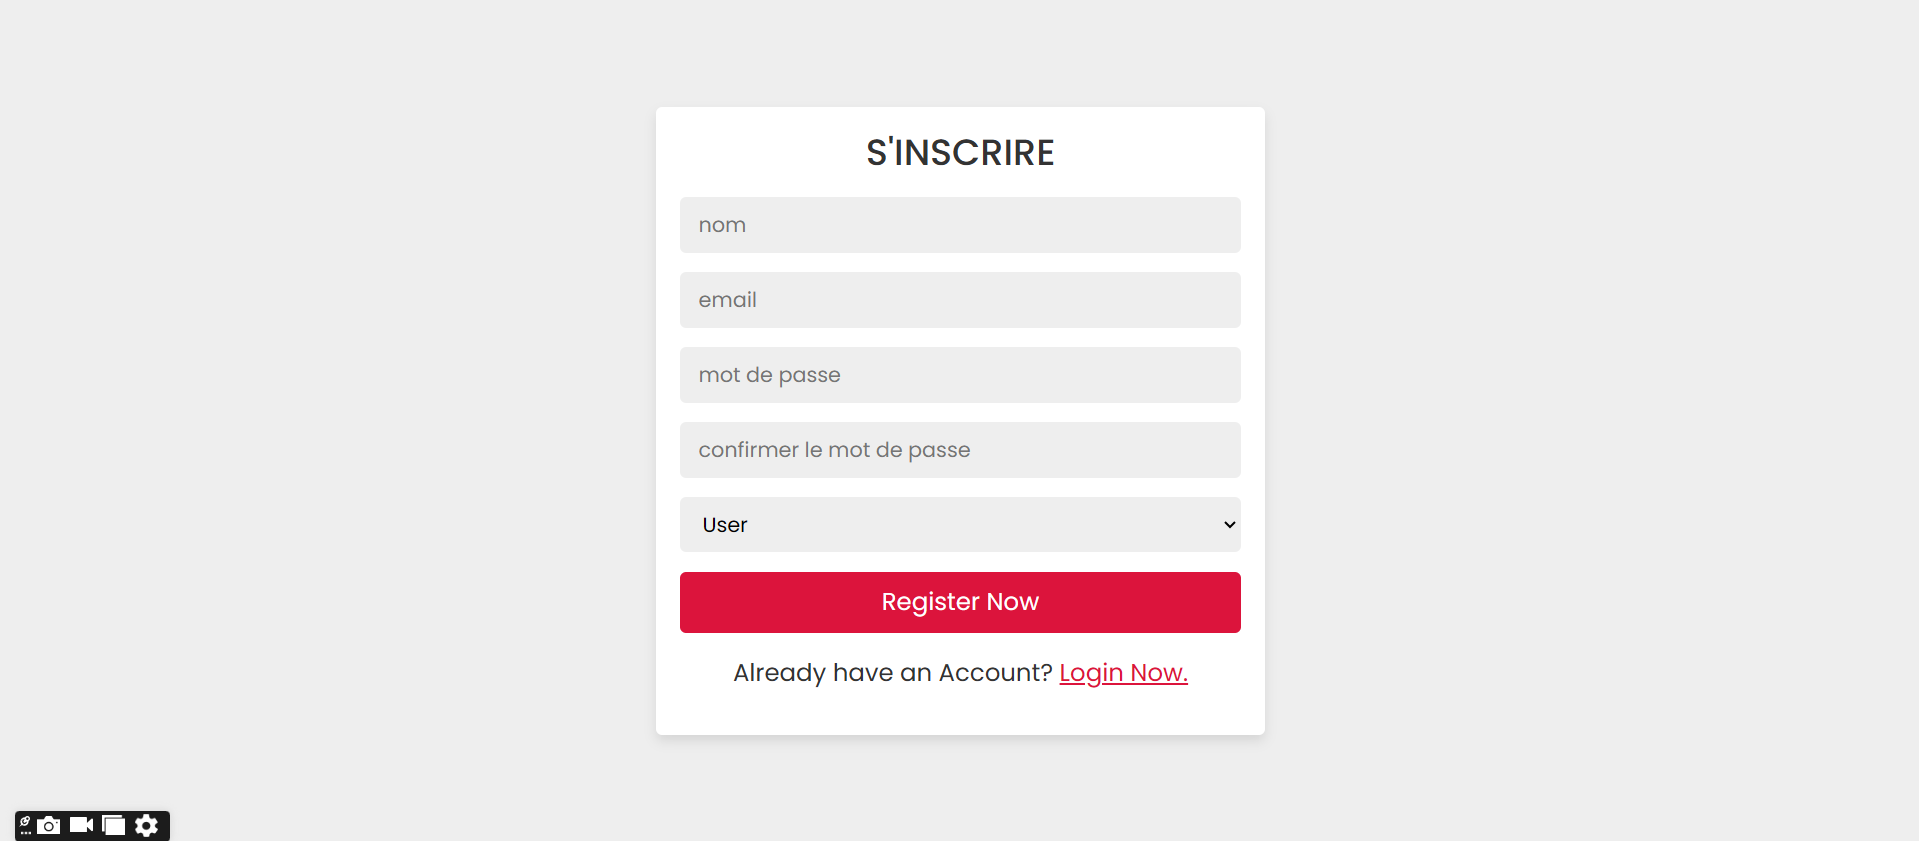 S'INSCRIRE
nom
email
mot de passe
confirmer le mot de passe
User
Register Now
Already have an Account? Login Now.